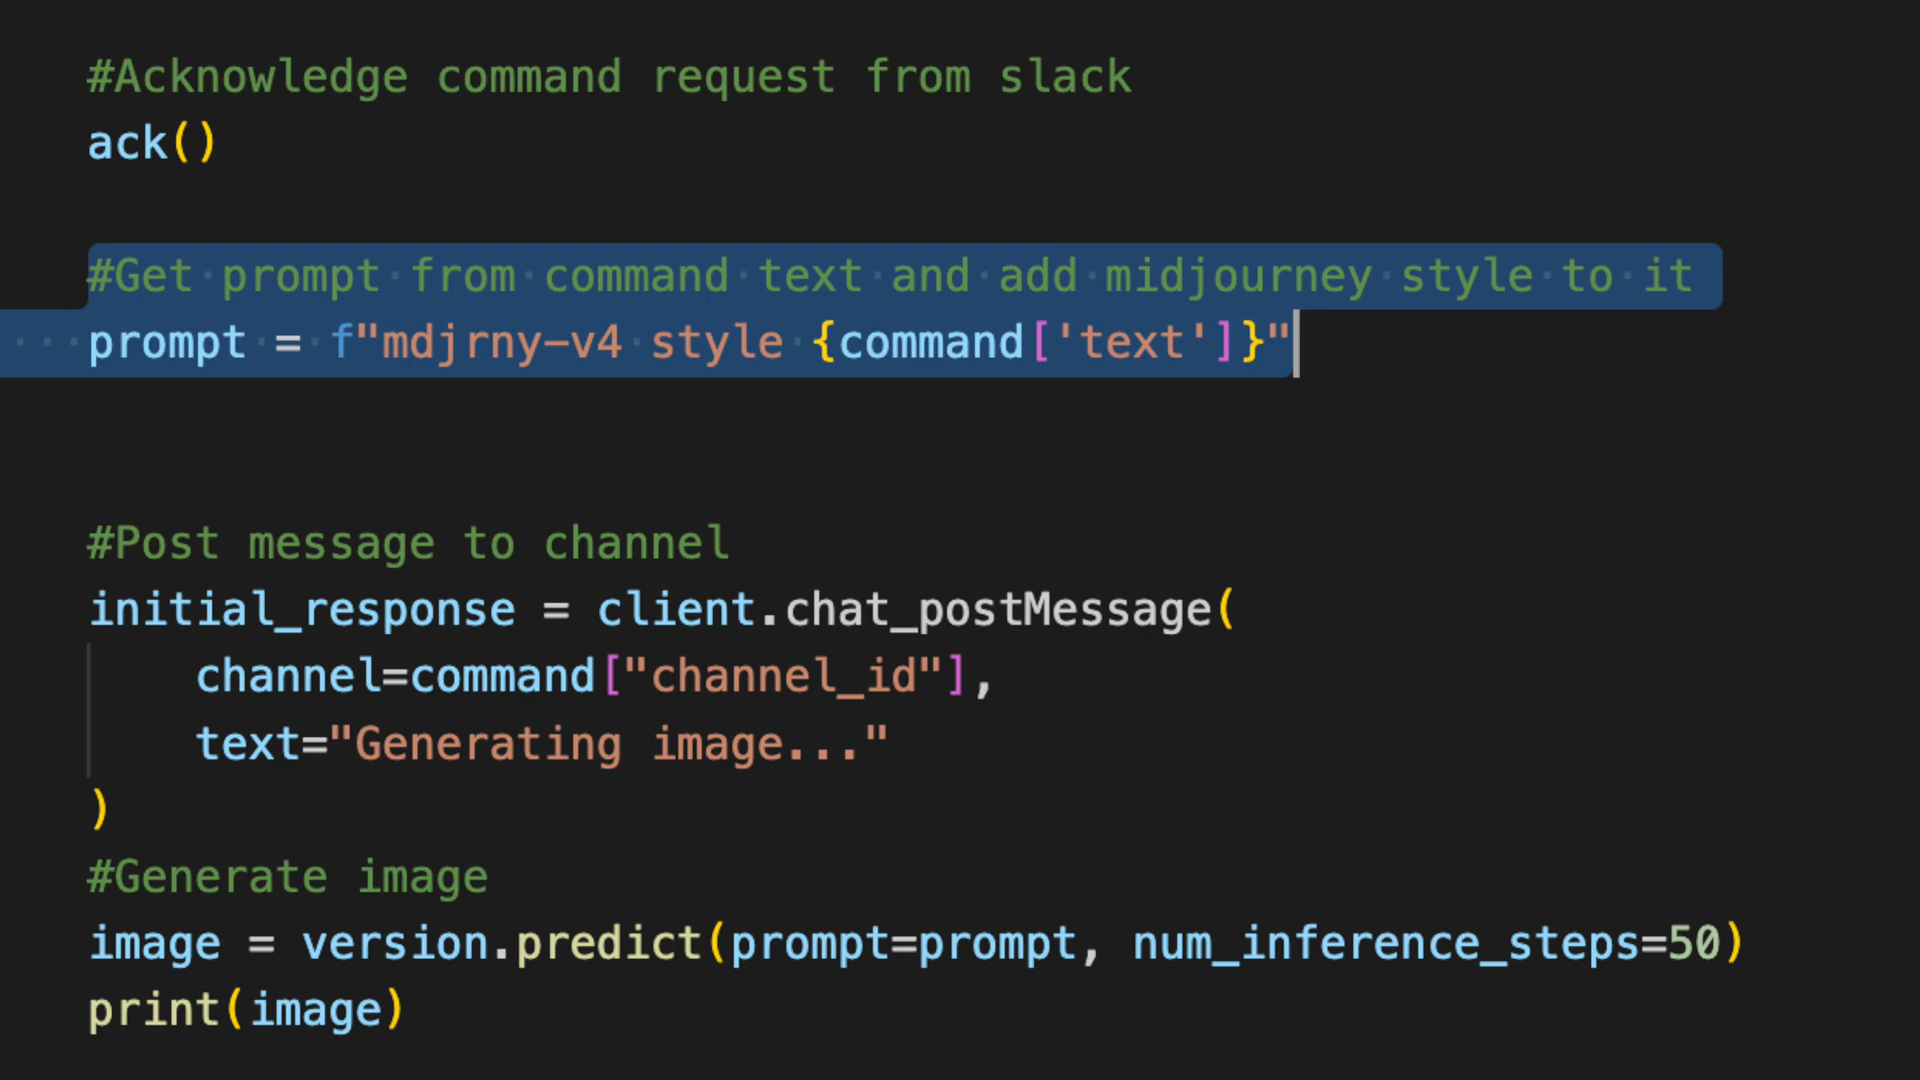 #Acknowledge command request from slack
ack()
#Get prompt from command text and add midjourney style to it
prompt = f"mdjrny-v4 style {command['text']}"
#Post message to channel
initial_response = client.chat_postMessage(
channel=command["channel_id"],
text="Generating image..."
)
#Generate image
image = version.predict(prompt=prompt, num_inference_steps=50)
print(image)